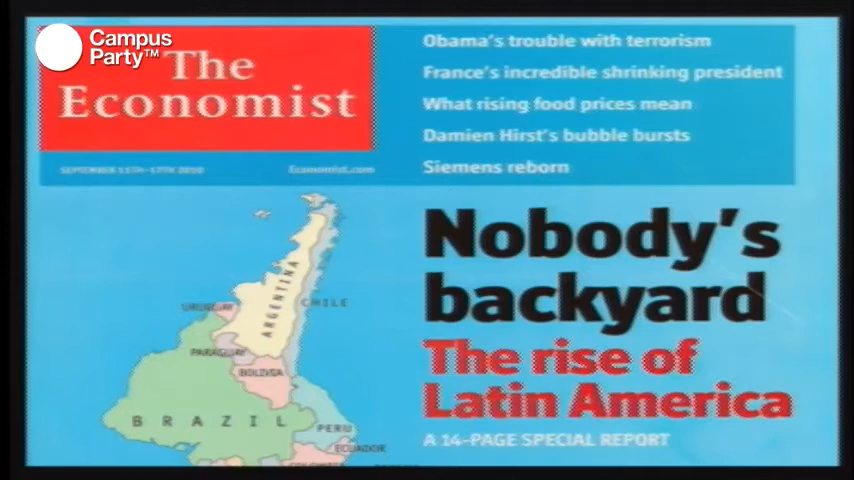 Campus
Party™
The
Economist
SEPTEMBER 11TH-17TH 2010
Economist.com
Obama's trouble with terrorism
France's incredible shrinking president
What rising food prices mean
Damien Hirst's bubble bursts
Siemens reborn
Nobody's
backyard
The rise of
Latin America
A 14-PAGE SPECIAL REPORT
ARGENTINA
CHILE
URUGUAY
PARAGUAY
BOLIVIA
BRAZIL
PERU
ECUADOR